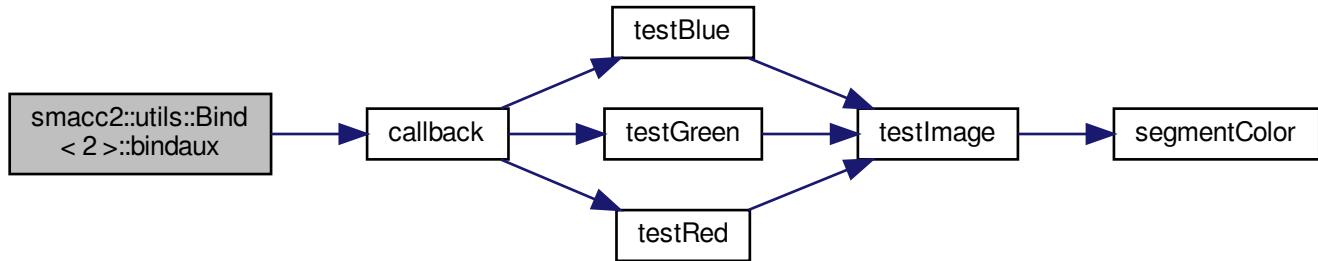 smacc2::utils::Bind
< 2 >::bindaux
callback
testBlue
testGreen
testRed
testImage
segmentColor